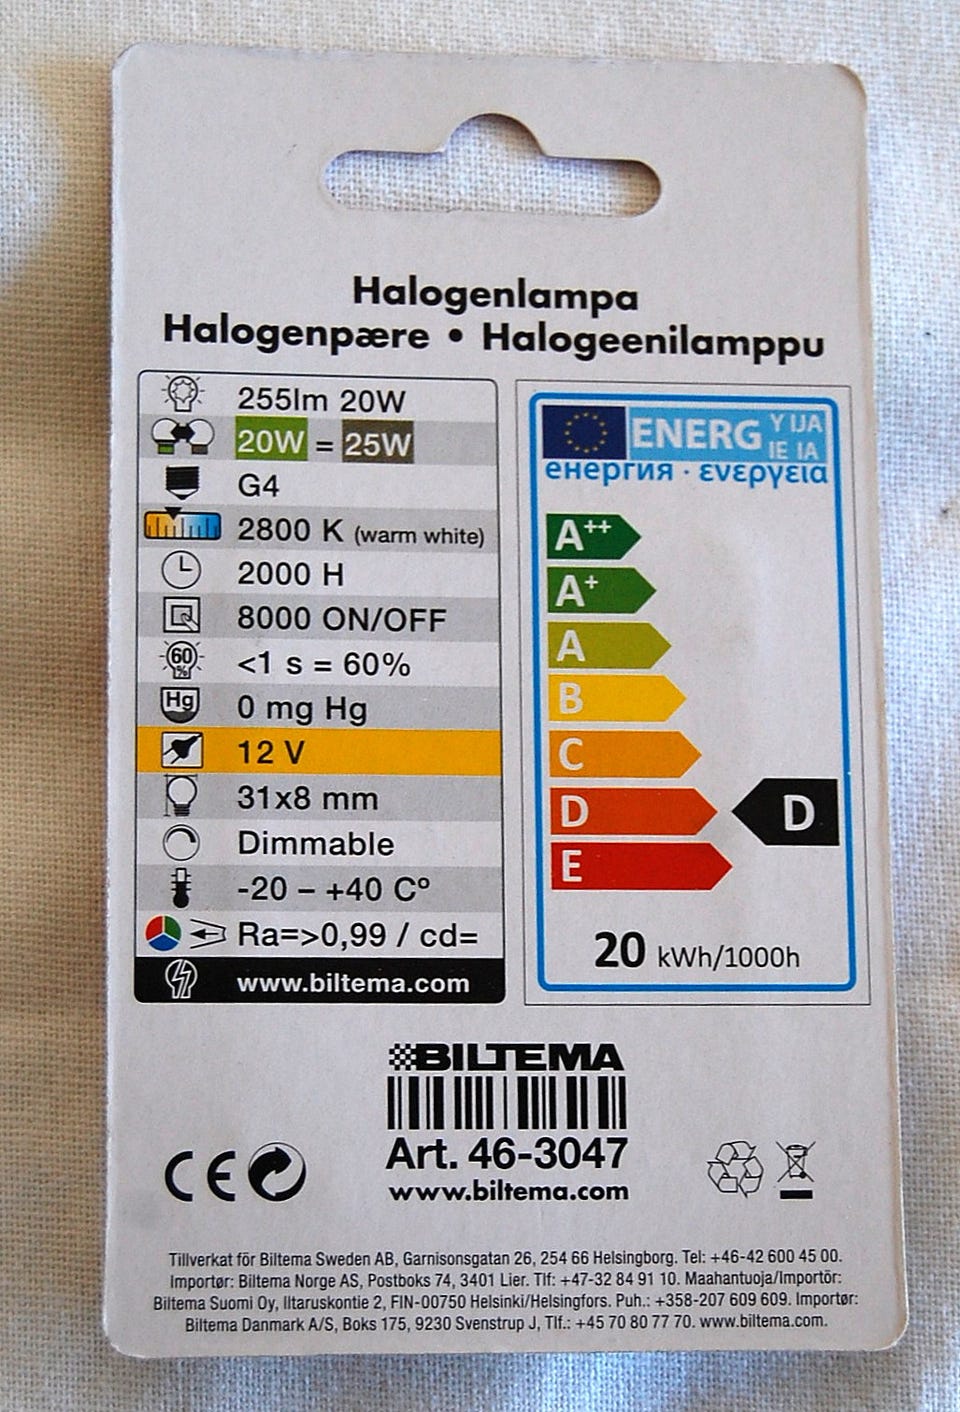 Halogenlampa
Halogenpære • Halogeenilamppu
255lm 20W
20W = 25W
G4
2800 K (warm white)
2000 H
8000 ON/OFF
60 % <1 s = 60%
Hg 0 mg Hg
12 V
31x8 mm
Dimmable
-20 – +40 Cº
Ra=>0,99 / cd=
www.biltema.com
ENERG Y IJA
IE IA
енергия · ενεργεια
A++
A+
A
B
C
D D
E
20 kWh/1000h
BILTEMA
Art. 46-3047
www.biltema.com
CE
Tillverkat för Biltema Sweden AB, Garnisonsgatan 26, 254 66 Helsingborg. Tel: +46-42 600 45 00.
Importør: Biltema Norge AS, Postboks 74, 3401 Lier. Tlf: +47-32 84 91 10. Maahantuoja/Importör:
Biltema Suomi Oy, Iltaruskontie 2, FIN-00750 Helsinki/Helsingfors. Puh.: +358-207 609 609. Importør:
Biltema Danmark A/S, Boks 175, 9230 Svenstrup J, Tlf.: +45 70 80 77 70. www.biltema.com.